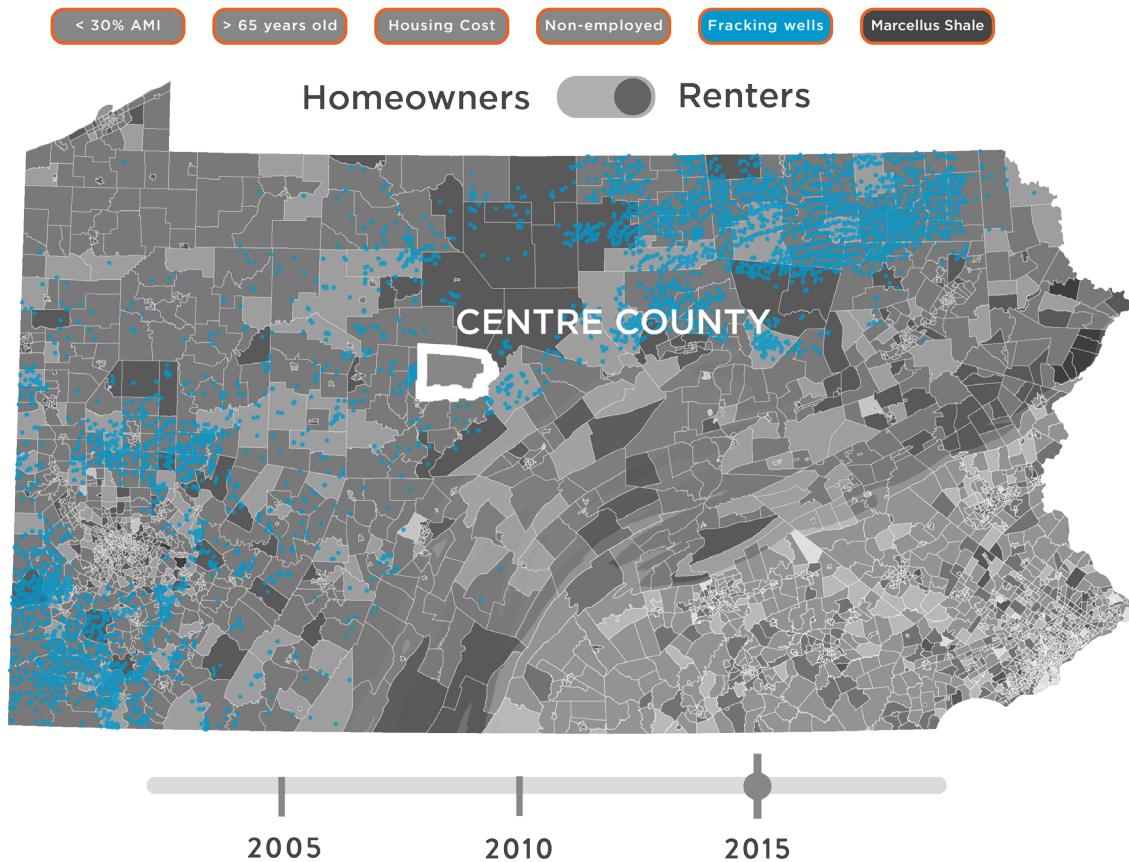 < 30% AMI
> 65 years old
Housing Cost
Non-employed
Fracking wells
Marcellus Shale
Homeowners
Renters
CENTRE COUNTY
2005
2010
2015